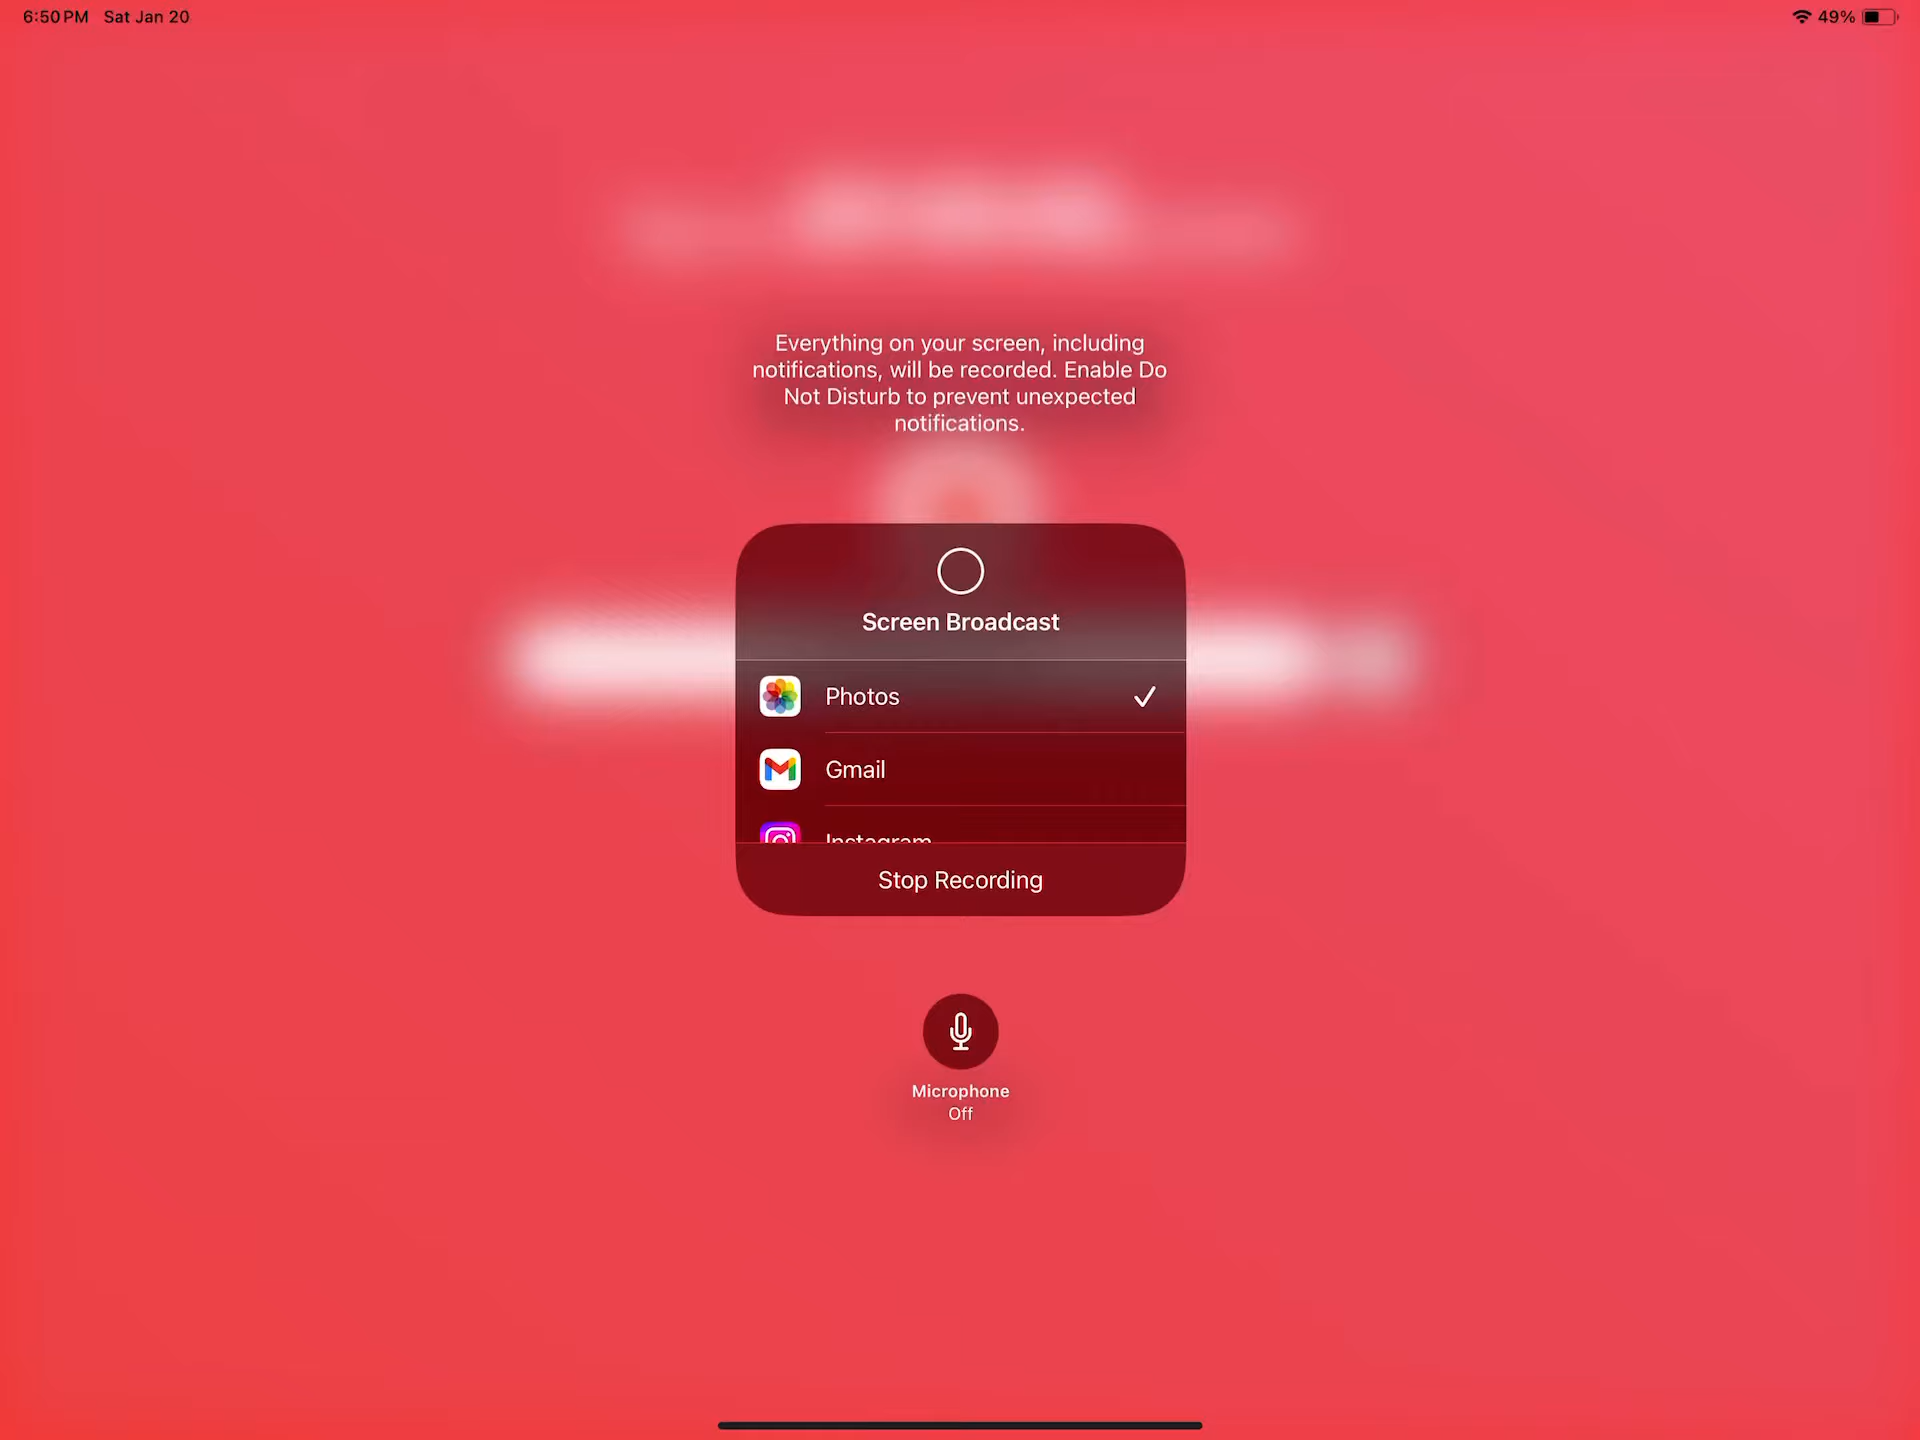 6:50 PM Sat Jan 20
49%
Everything on your screen, including
notifications, will be recorded. Enable Do
Not Disturb to prevent unexpected
notifications.
Screen Broadcast
Photos
Gmail
Instagram
Stop Recording
Microphone
Off